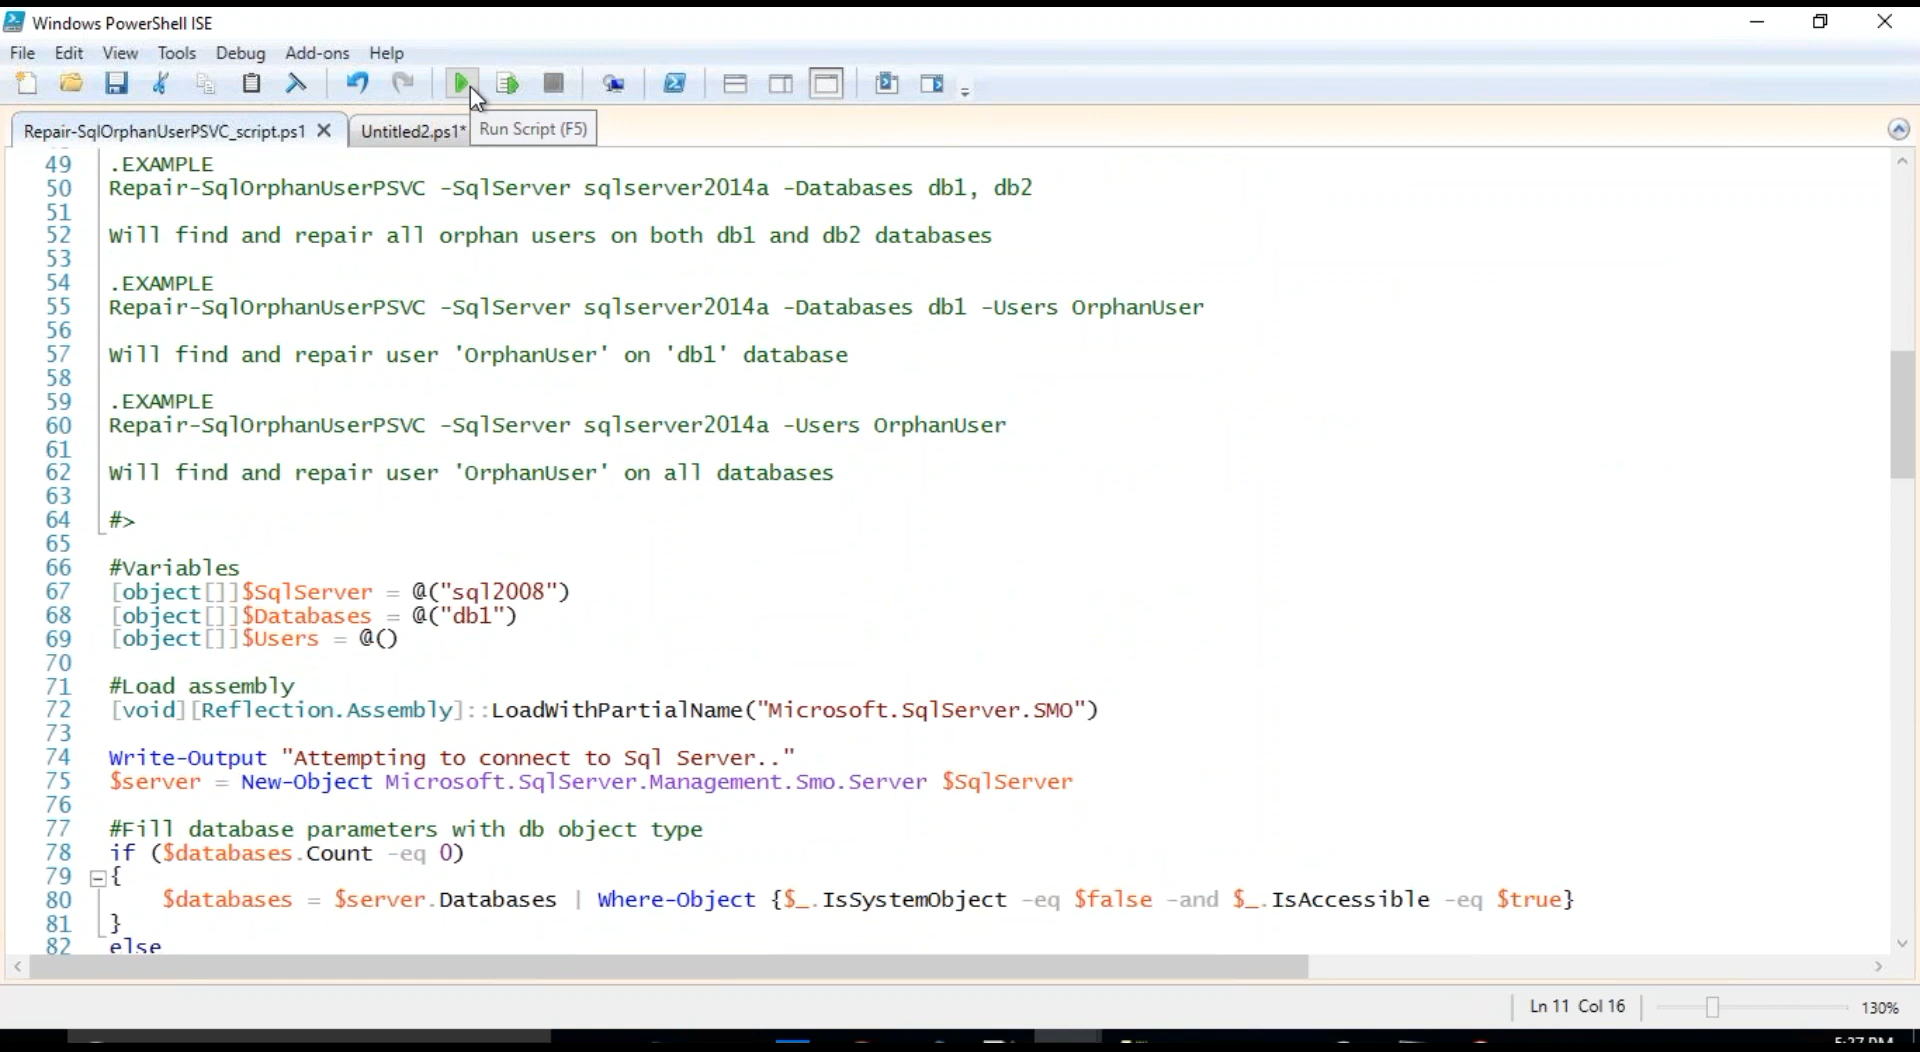 Windows PowerShell ISE
File Edit View Tools Debug Add-ons Help
Repair-SqlOrphanUserPSVC_script.ps1 Untitled2.ps1* Run Script (F5)
49 .EXAMPLE
50 Repair-SqlOrphanUserPSVC -SqlServer sqlserver2014a -Databases db1, db2
51
52 Will find and repair all orphan users on both db1 and db2 databases
53
54 .EXAMPLE
55 Repair-SqlOrphanUserPSVC -SqlServer sqlserver2014a -Databases db1 -Users OrphanUser
56
57 Will find and repair user 'OrphanUser' on 'db1' database
58
59 .EXAMPLE
60 Repair-SqlOrphanUserPSVC -SqlServer sqlserver2014a -Users OrphanUser
61
62 Will find and repair user 'OrphanUser' on all databases
63
64 #>
65
66 #Variables
67 [object[]]$SqlServer = @("sql2008")
68 [object[]]$Databases = @("db1")
69 [object[]]$Users = @()
70
71 #Load assembly
72 [void][Reflection.Assembly]::LoadWithPartialName("Microsoft.SqlServer.SMO")
73
74 Write-Output "Attempting to connect to Sql Server.."
75 $server = New-Object Microsoft.SqlServer.Management.Smo.Server $SqlServer
76
77 #Fill database parameters with db object type
78 if ($databases.Count -eq 0)
79 {
80 $databases = $server.Databases | Where-Object {$_.IsSystemObject -eq $false -and $_.IsAccessible -eq $true}
81 }
82 else
Ln 11 Col 16 130%
5:27 PM